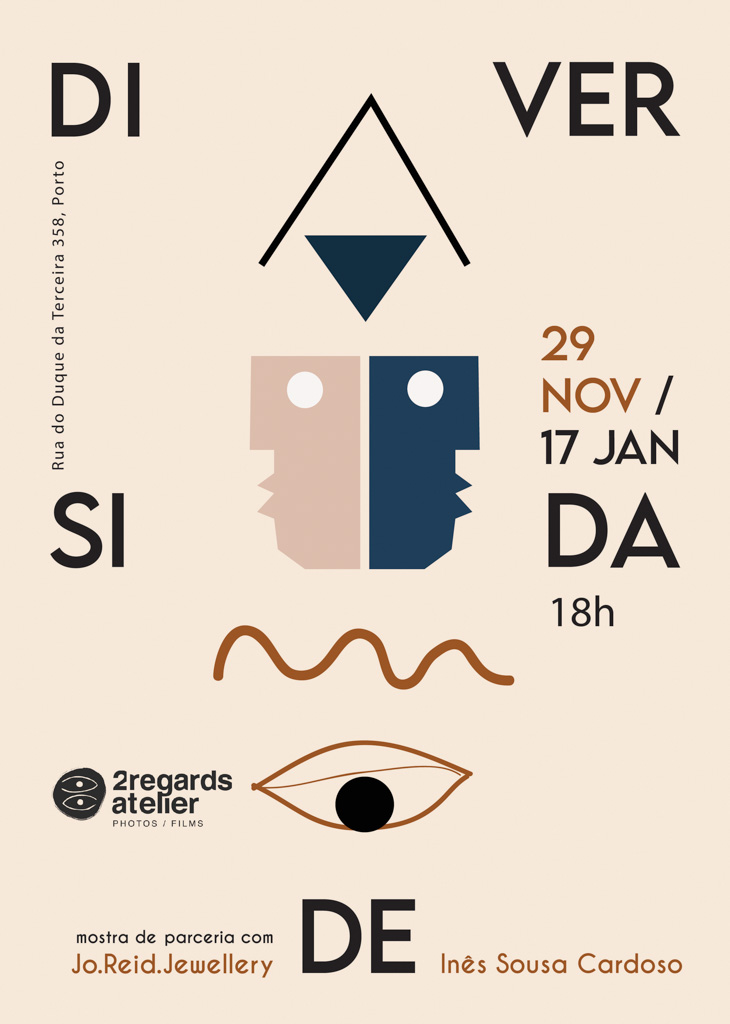 DI VER
Rua do Duque da Terceira 358, Porto
29
NOV /
17 JAN
SI DA
18h
2regards
atelier
PHOTOS / FILMS
DE
mostra de parceria com
Jo.Reid.Jewellery
Inês Sousa Cardoso